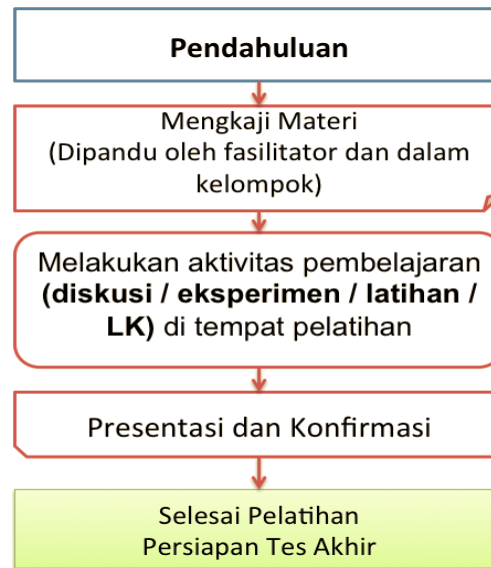 Pendahuluan
Mengkaji Materi
(Dipandu oleh fasilitator dan dalam
kelompok)
Melakukan aktivitas pembelajaran
(diskusi / eksperimen / latihan /
LK) di tempat pelatihan
Presentasi dan Konfirmasi
Selesai Pelatihan
Persiapan Tes Akhir